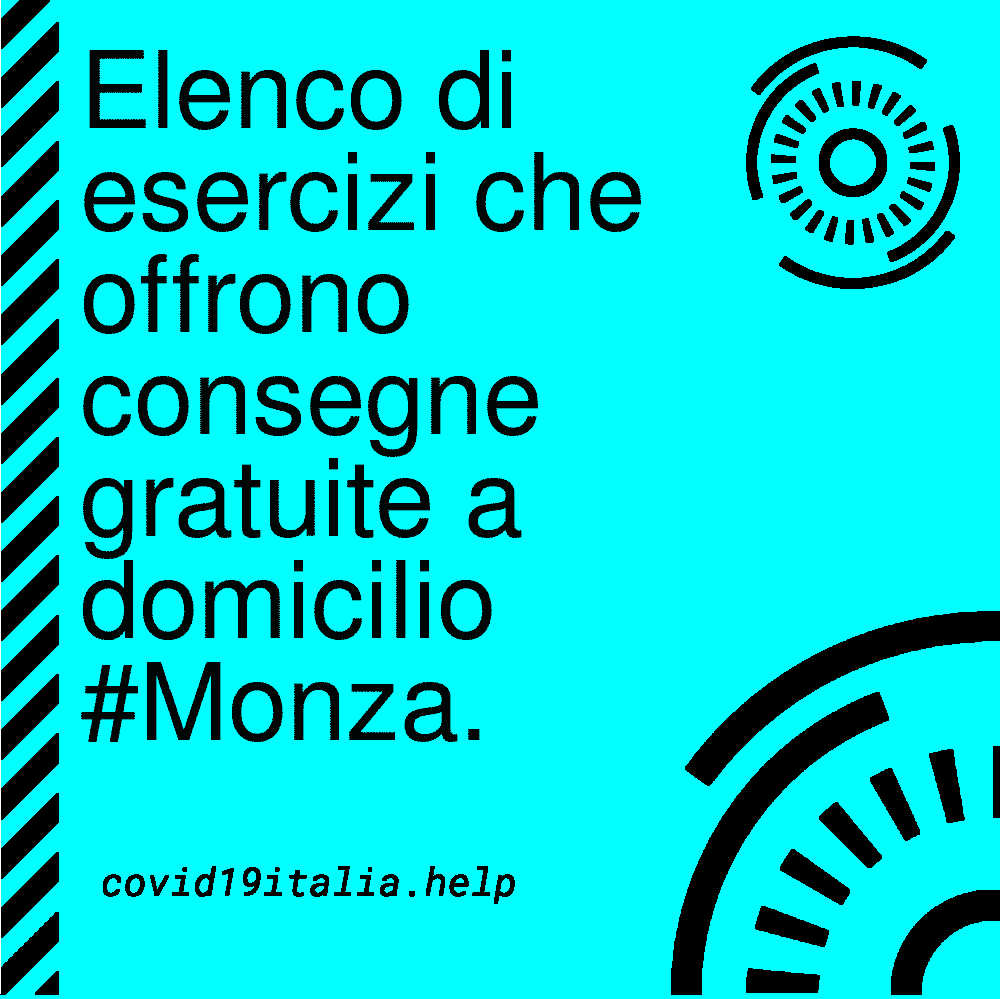 Elenco di
esercizi che
offrono
consegne
gratuite a
domicilio
#Monza.
covid19italia.help